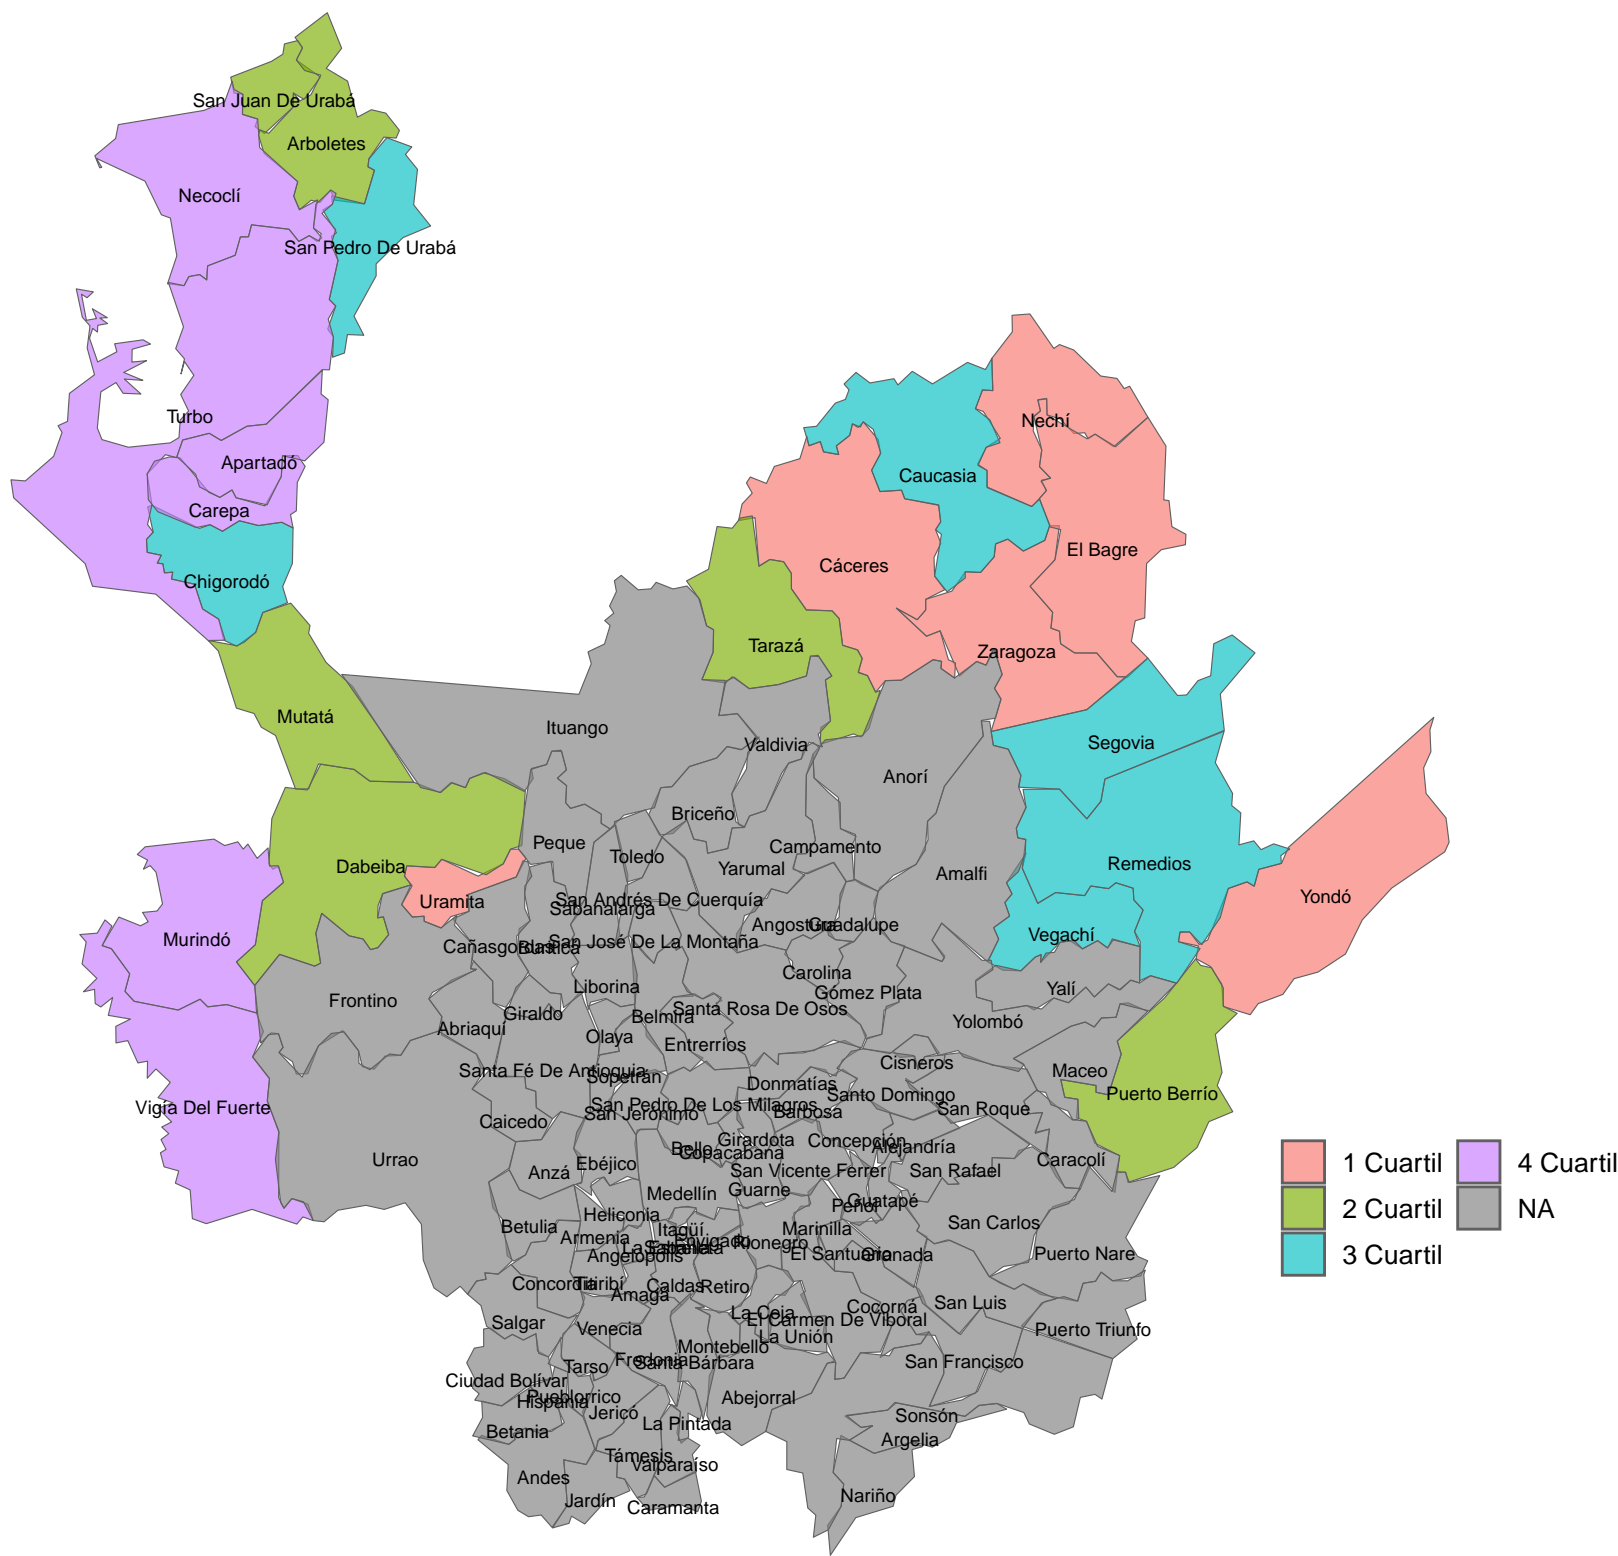 San Juan De Urabá
Arboletes
Necoclí
San Pedro De Urabá
Turbo
Nechí
Apartadó
Caucasia
Carepa
El Bagre
Cáceres
Chigorodó
Tarazá
Zaragoza
Mutatá
Ituango
Valdivia
Segovia
Anorí
Briceño
Peque
Campamento
Toledo
Dabeiba
Yarumal
Remedios
Amalfi
Yondó
Uramita
San Andrés De Cuerquía
Sabanalarga
Angostura
Guadalupe
Vegachí
Murindó
Cañasgordas
Buriticá
San José De La Montaña
Carolina
Liborina
Yalí
Gómez Plata
Frontino
Santa Rosa De Osos
Giraldo
Belmira
Yolombó
Abriaquí
Olaya
Entrerríos
Cisneros
Santa Fé De Antioquia
Maceo
Sopetrán
Donmatías
Santo Domingo
Puerto Berrío
San Pedro De Los Milagros
Vigía Del Fuerte
San Roque
San Jerónimo
Barbosa
Caicedo
Girardota
Concepción
Alejandría
Bello
Copacabana
Urrao
Caracolí
Ebéjico
Anzá
San Vicente Ferrer
San Rafael
1 Cuartil
4 Cuartil
Medellín
Guarne
Guatapé
Peñol
2 Cuartil
NA
Heliconia
San Carlos
Betulia
Itagüí
Marinilla
Armenia
Envigado
Rionegro
La Estrella
Sabaneta
Angelópolis
El Santuario
Granada
Puerto Nare
3 Cuartil
Concordia
Titiribí
Caldas
Retiro
Amagá
San Luis
Cocorná
La Ceja
El Carmen De Viboral
Salgar
Venecia
La Unión
Puerto Triunfo
Montebello
Fredonia
Santa Bárbara
San Francisco
Tarso
Ciudad Bolívar
Pueblorrico
Hispania
Abejorral
Jericó
Sonsón
La Pintada
Betania
Argelia
Támesis
Valparaíso
Andes
Jardín
Nariño
Caramanta